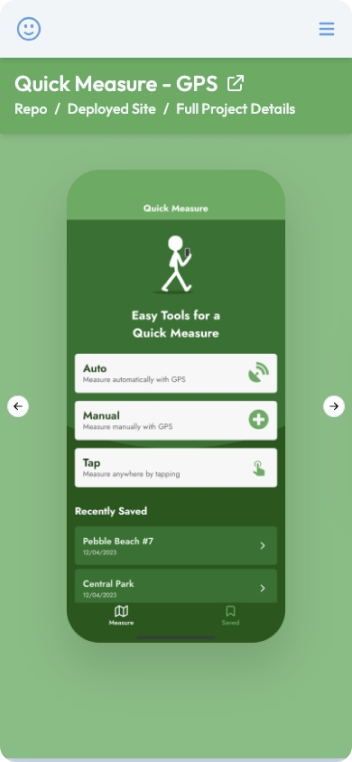 Quick Measure - GPS
Repo / Deployed Site / Full Project Details
Quick Measure
Easy Tools for a
Quick Measure
Auto
Measure automatically with GPS
Manual
Measure manually with GPS
Tap
Measure anywhere by tapping
Recently Saved
Pebble Beach #7
12/04/2023
Central Park
12/04/2023
Measure Saved